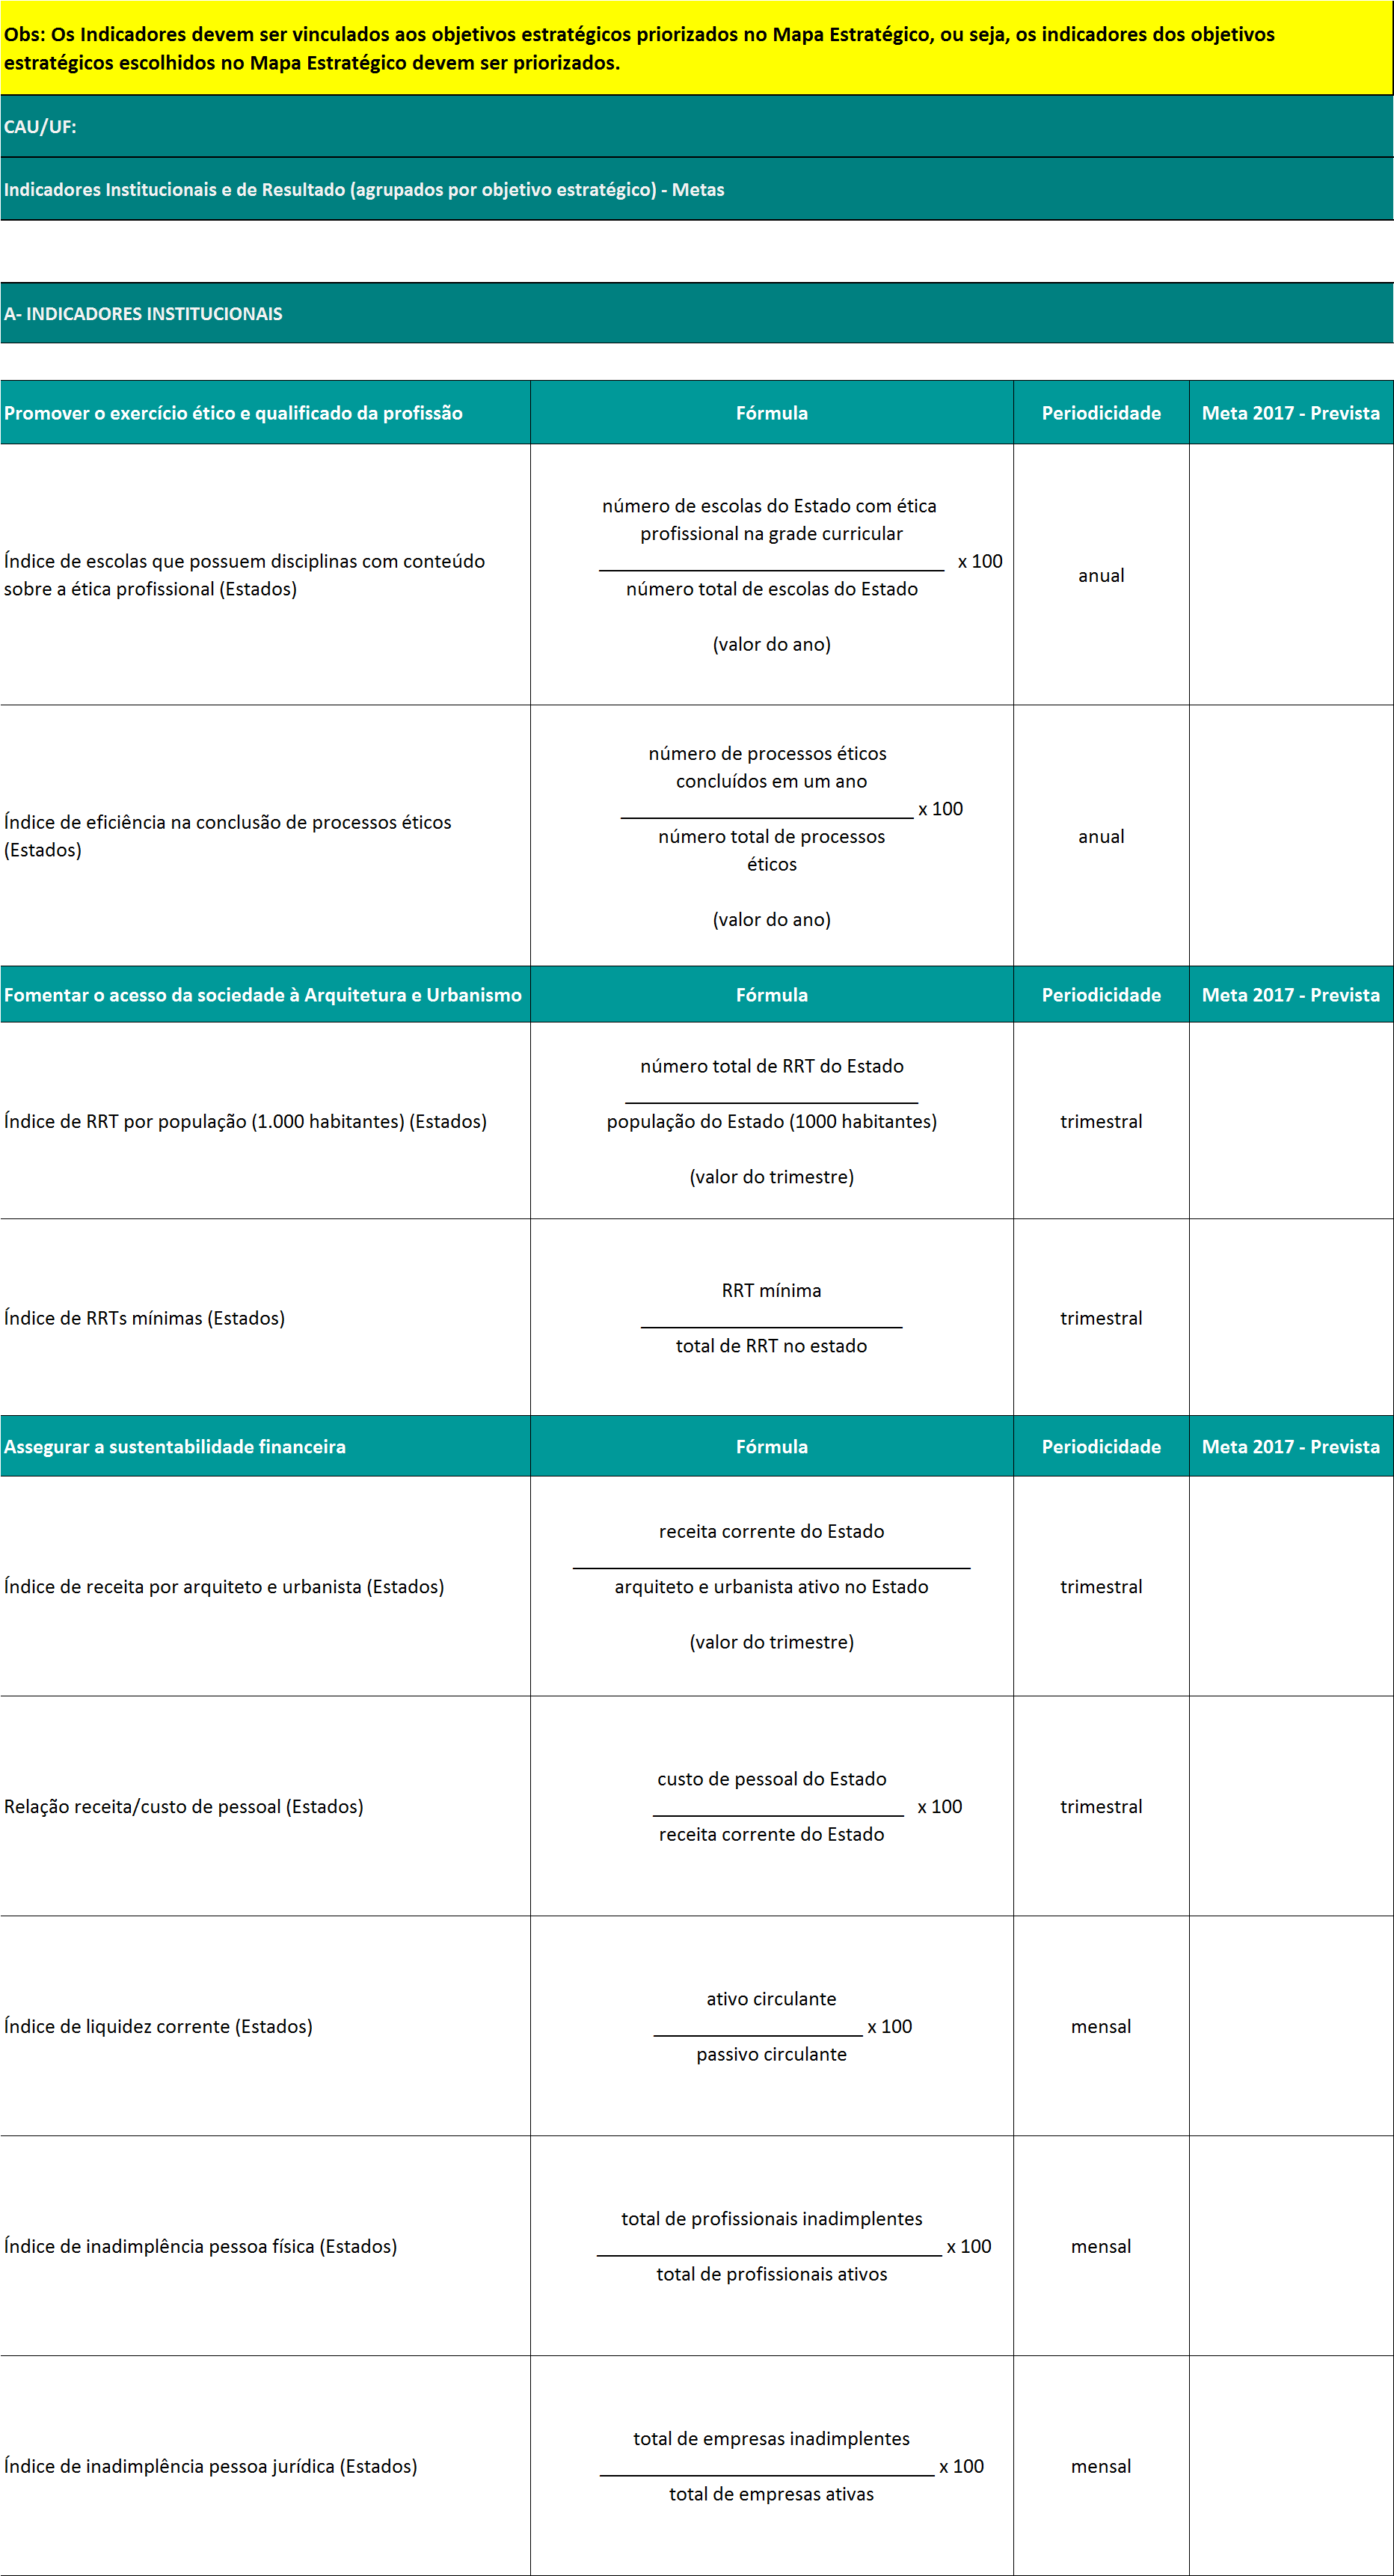 Obs: Os Indicadores devem ser vinculados aos objetivos estratégicos priorizados no Mapa Estratégico, ou seja, os indicadores dos objetivos
estratégicos escolhidos no Mapa Estratégico devem ser priorizados.
CAU/UF:
Indicadores Institucionais e de Resultado (agrupados por objetivo estratégico) - Metas
A- INDICADORES INSTITUCIONAIS
Promover o exercício ético e qualificado da profissão Fórmula Periodicidade Meta 2017 - Prevista
Índice de escolas que possuem disciplinas com conteúdo
sobre a ética profissional (Estados)
número de escolas do Estado com ética
profissional na grade curricular
x 100
número total de escolas do Estado
(valor do ano)
anual
Índice de eficiência na conclusão de processos éticos
(Estados)
número de processos éticos
concluídos em um ano
x 100
número total de processos
éticos
(valor do ano)
anual
Fomentar o acesso da sociedade à Arquitetura e Urbanismo Fórmula Periodicidade Meta 2017 - Prevista
Índice de RRT por população (1.000 habitantes) (Estados)
número total de RRT do Estado
população do Estado (1000 habitantes)
(valor do trimestre)
trimestral
Índice de RRTs mínimas (Estados)
RRT mínima
total de RRT no estado
trimestral
Assegurar a sustentabilidade financeira Fórmula Periodicidade Meta 2017 - Prevista
Índice de receita por arquiteto e urbanista (Estados)
receita corrente do Estado
arquiteto e urbanista ativo no Estado
(valor do trimestre)
trimestral
Relação receita/custo de pessoal (Estados)
custo de pessoal do Estado
x 100
receita corrente do Estado
trimestral
Índice de liquidez corrente (Estados)
ativo circulante
x 100
passivo circulante
mensal
Índice de inadimplência pessoa física (Estados)
total de profissionais inadimplentes
x 100
total de profissionais ativos
mensal
Índice de inadimplência pessoa jurídica (Estados)
total de empresas inadimplentes
x 100
total de empresas ativas
mensal